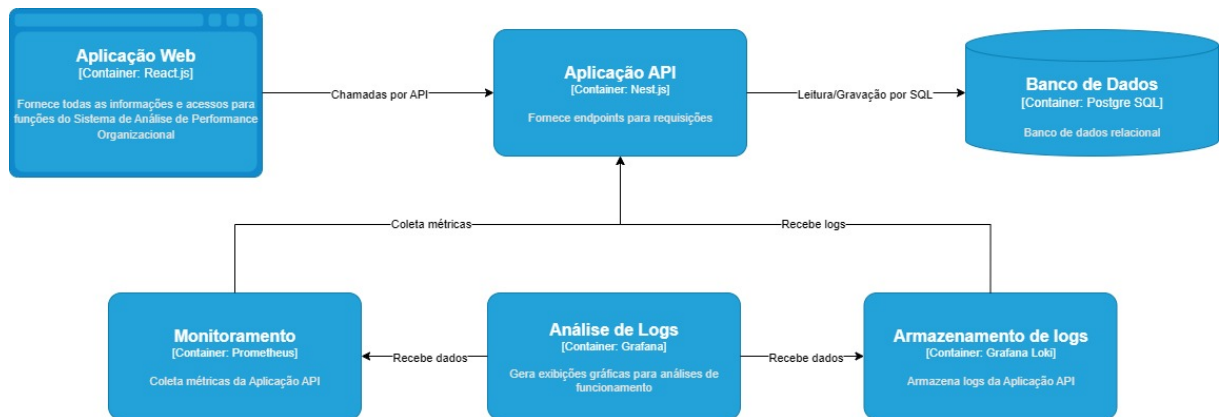 Aplicação Web
[Container: React.js]
Fornece todas as informações e acessos para
funções do Sistema de Análise de Performance
Organizacional
Chamadas por API
Aplicação API
[Container: Nest.js]
Fornece endpoints para requisições
Leitura/Gravação por SQL
Banco de Dados
[Container: Postgre SQL]
Banco de dados relacional
Coleta métricas
Recebe logs
Monitoramento
[Container: Prometheus]
Coleta métricas da Aplicação API
Recebe dados
Análise de Logs
[Container: Grafana]
Gera exibições gráficas para análises de
funcionamento
Recebe dados
Armazenamento de logs
[Container: Grafana Loki]
Armazena logs da Aplicação API